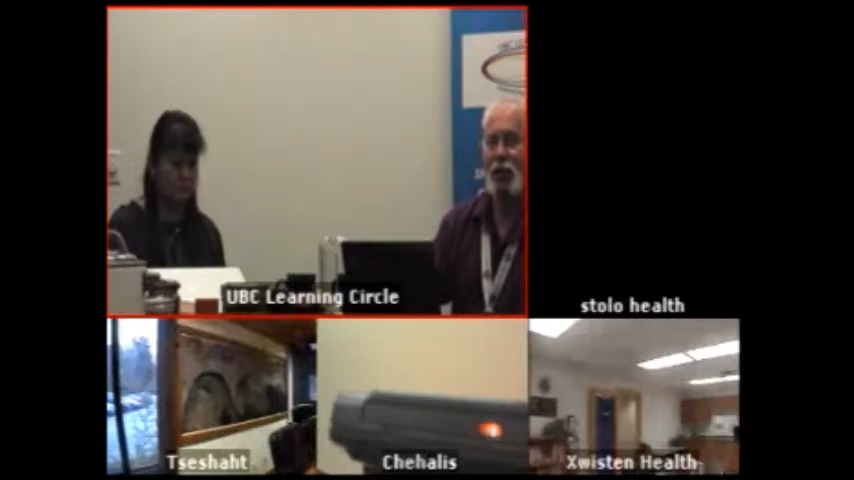 UBC Learning Circle
stolo health
Tseshaht
Chehalis
Xwisten Health